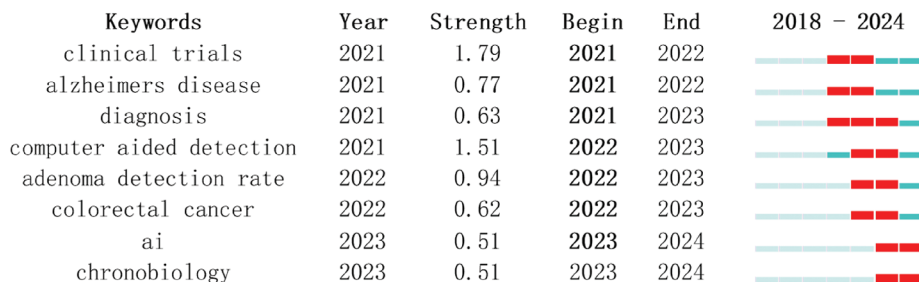 Keywords Year Strength Begin End 2018 - 2024
clinical trials 2021 1.79 2021 2022
alzheimers disease 2021 0.77 2021 2022
diagnosis 2021 0.63 2021 2023
computer aided detection 2021 1.51 2022 2023
adenoma detection rate 2022 0.94 2022 2023
colorectal cancer 2022 0.62 2022 2023
ai 2023 0.51 2023 2024
chronobiology 2023 0.51 2023 2024